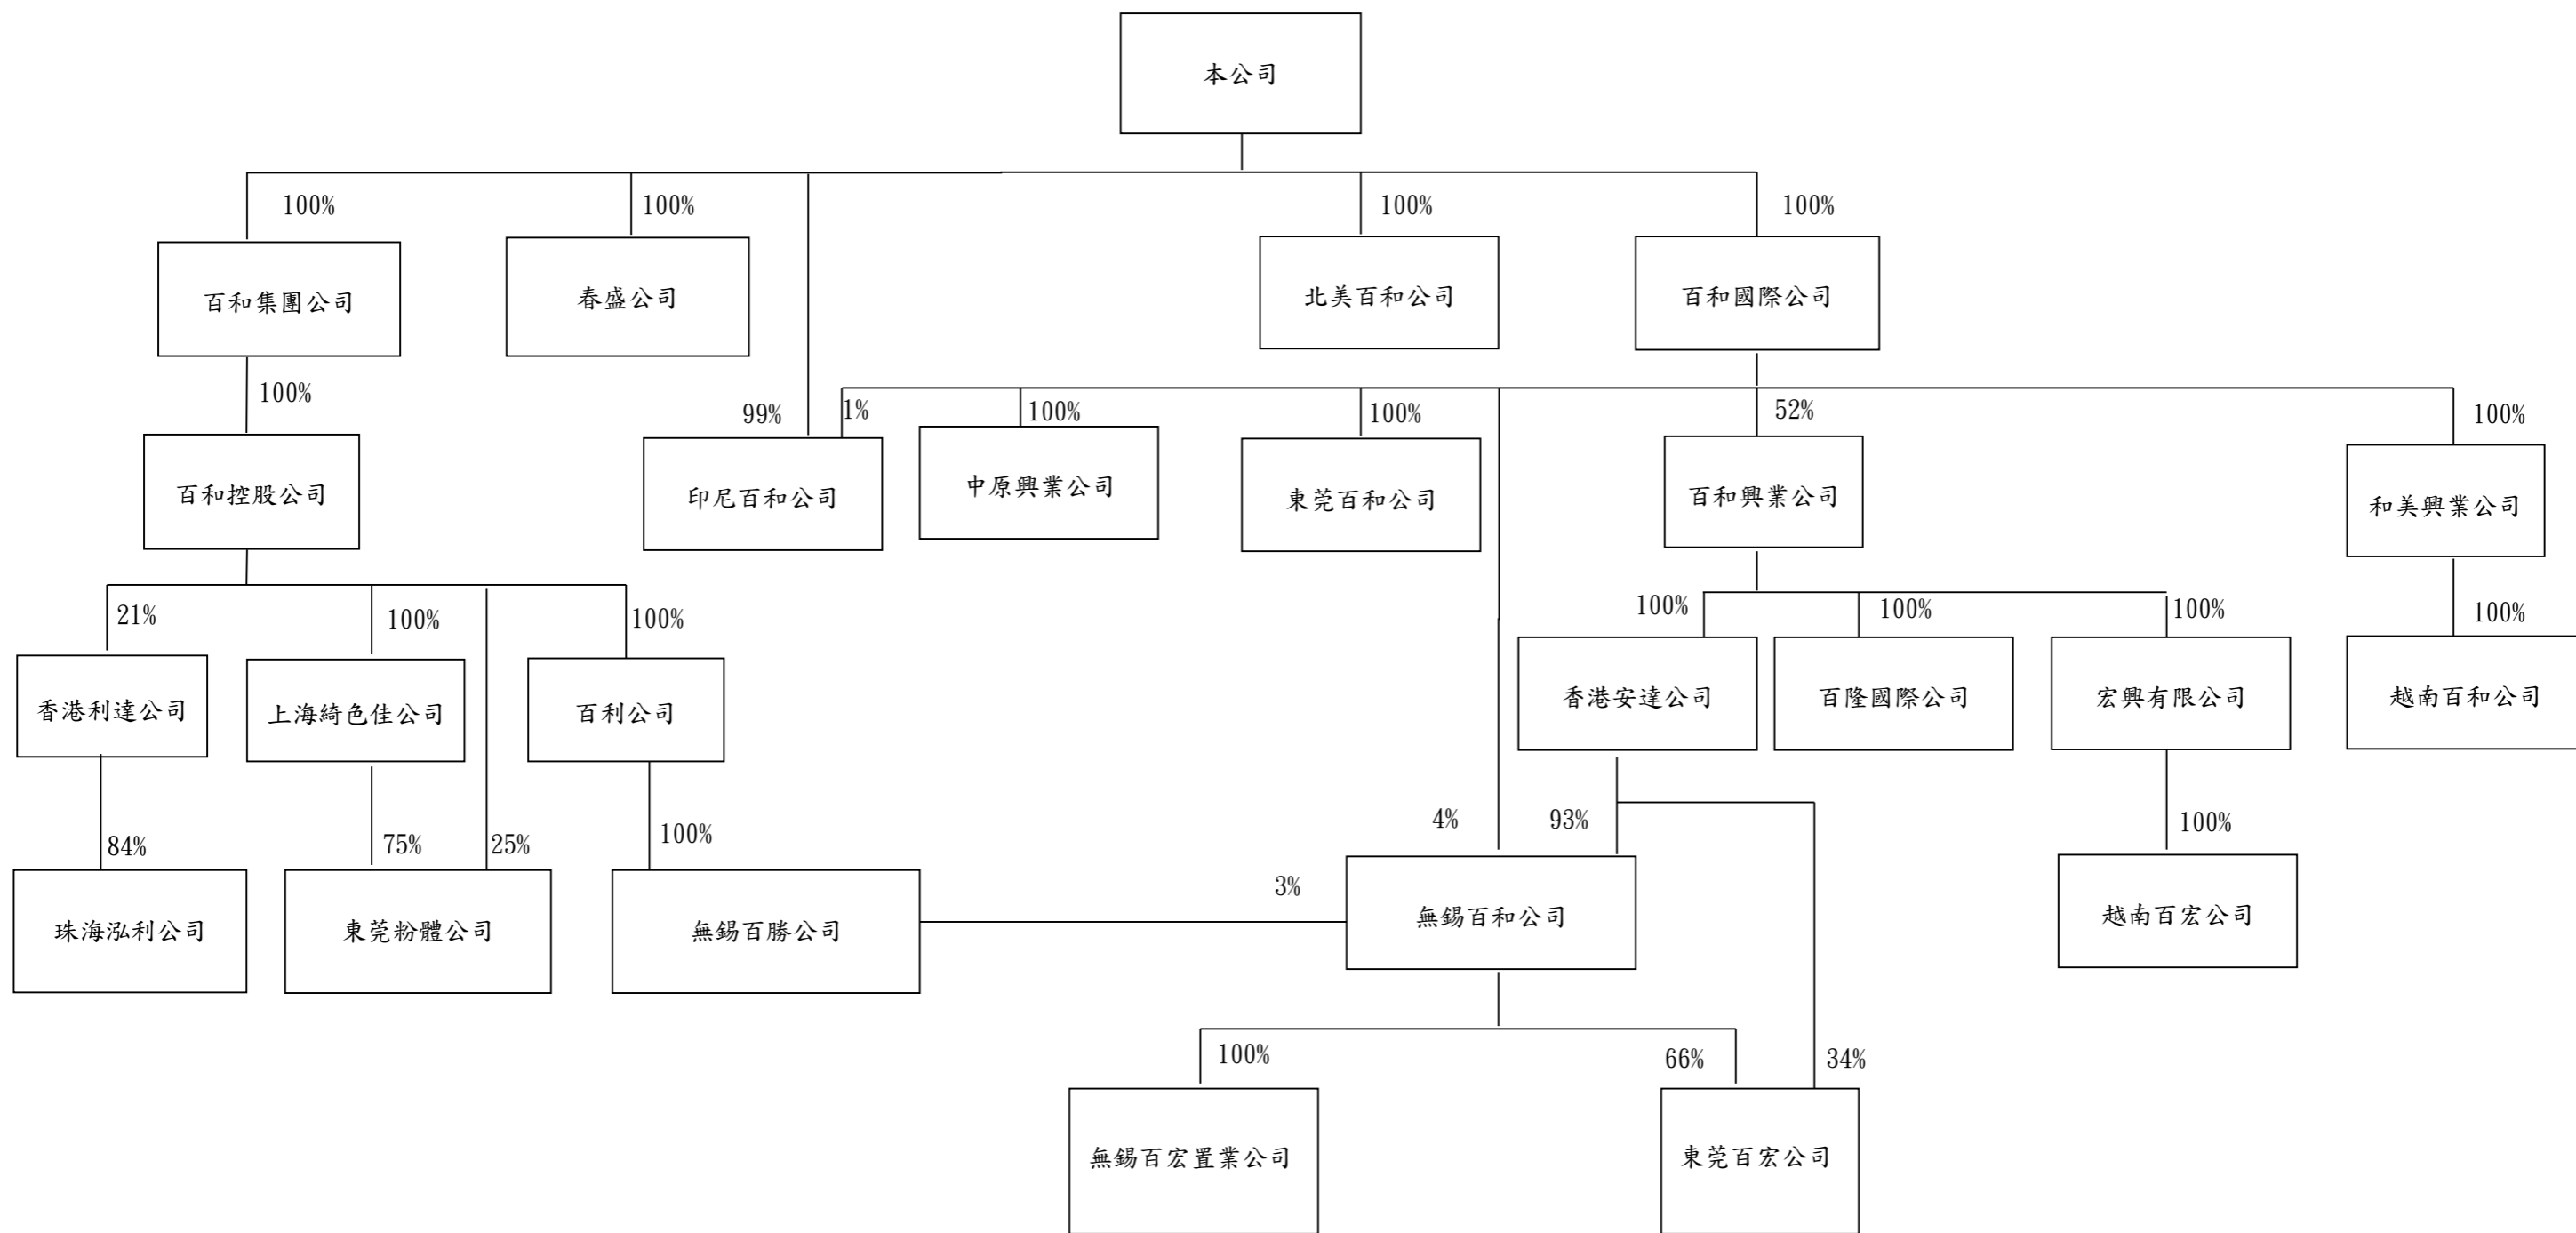 本公司
100%
100%
100%
100%
百和集團公司
春盛公司
北美百和公司
百和國際公司
100%
99%
1%
100%
100%
52%
100%
百和控股公司
印尼百和公司
中原興業公司
東莞百和公司
百和興業公司
和美興業公司
21%
100%
100%
100%
100%
100%
100%
香港利達公司
上海綺色佳公司
百利公司
香港安達公司
百隆國際公司
宏興有限公司
越南百和公司
84%
75%
25%
100%
4%
93%
100%
3%
珠海泓利公司
東莞粉體公司
無錫百勝公司
無錫百和公司
越南百宏公司
100%
66%
34%
無錫百宏置業公司
東莞百宏公司